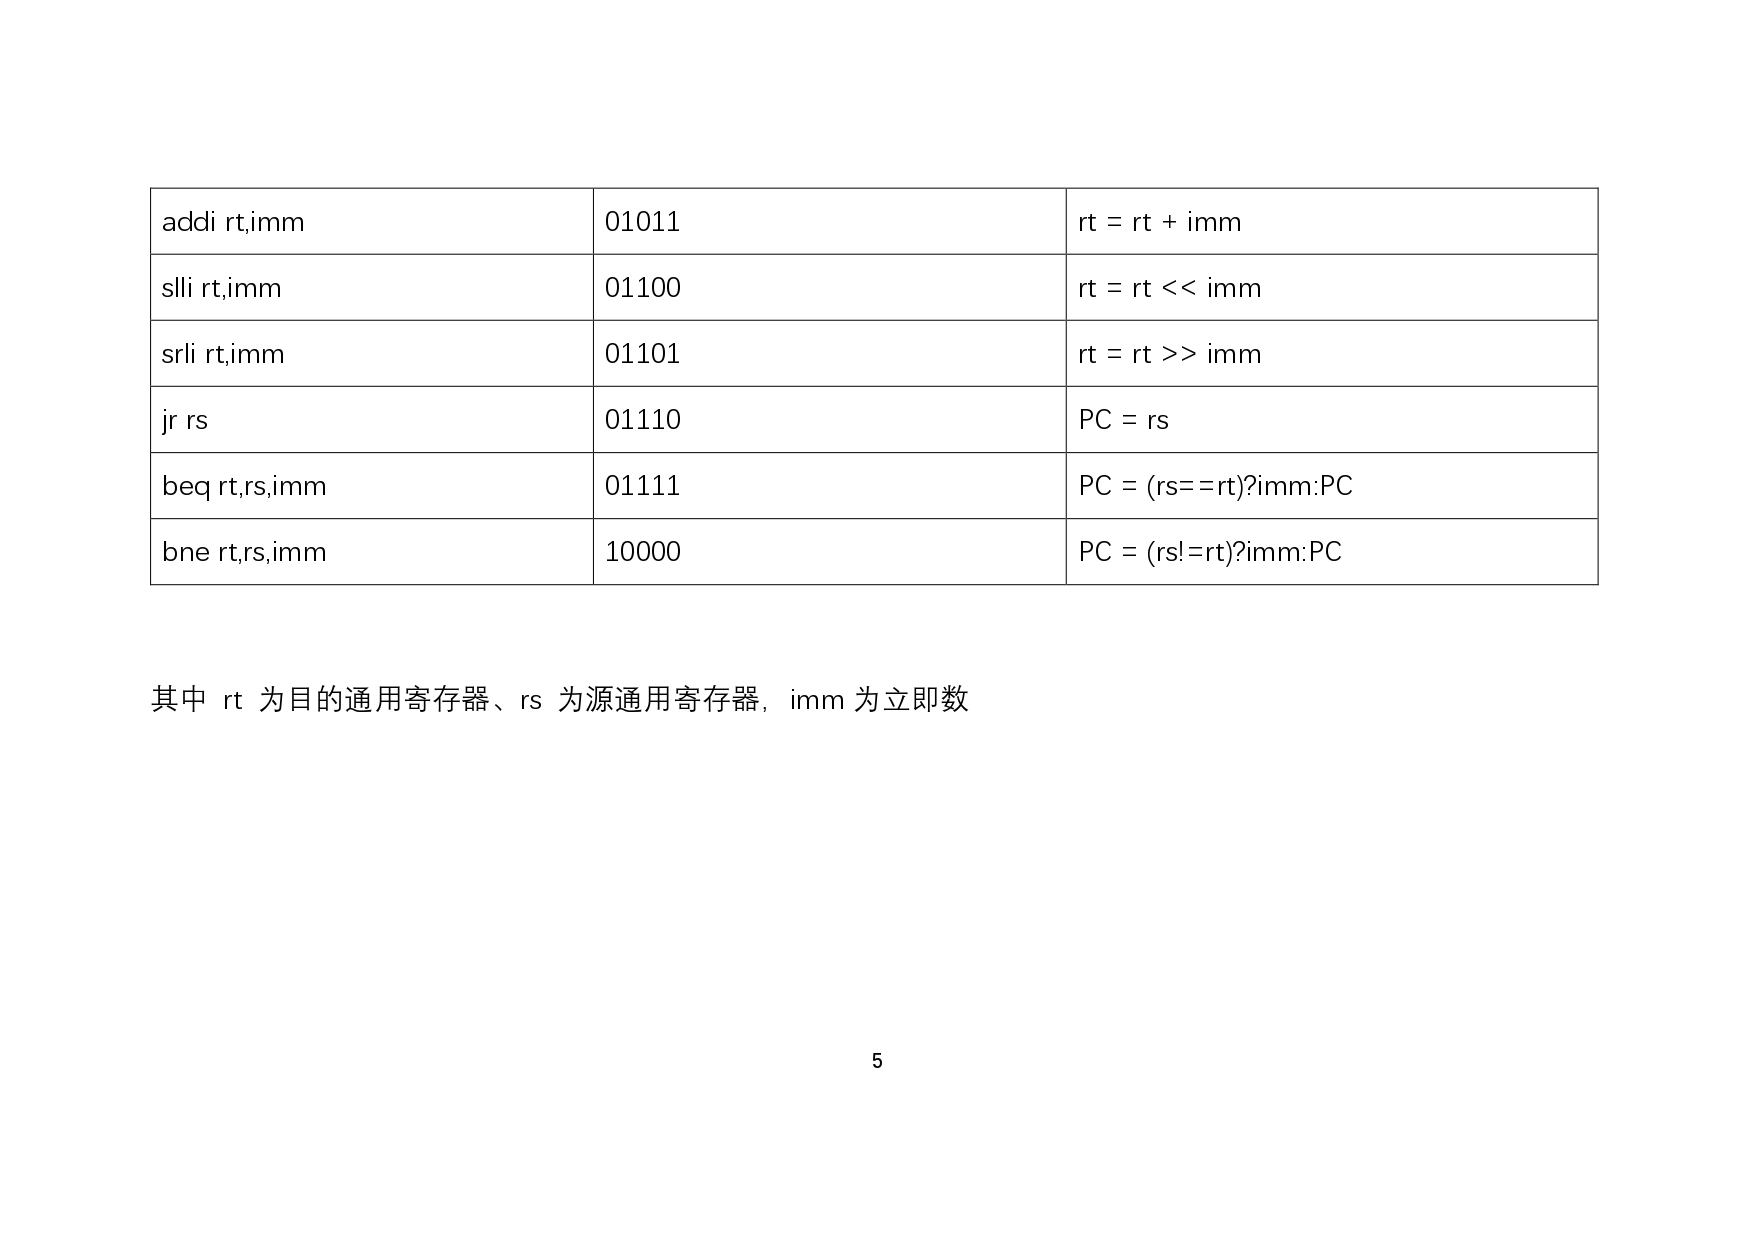 addi rt,imm 01011 rt = rt + imm
slli rt,imm 01100 rt = rt << imm
srli rt,imm 01101 rt = rt >> imm
jr rs 01110 PC = rs
beq rt,rs,imm 01111 PC = (rs==rt)?imm:PC
bne rt,rs,imm 10000 PC = (rs!=rt)?imm:PC
其中 rt 为目的通用寄存器、rs 为源通用寄存器, imm 为立即数
5